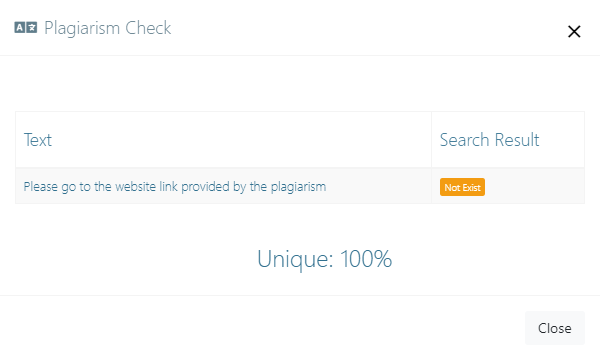 Plagiarism Check
Text
Search Result
Please go to the website link provided by the plagiarism
Not Exist
Unique: 100%
Close